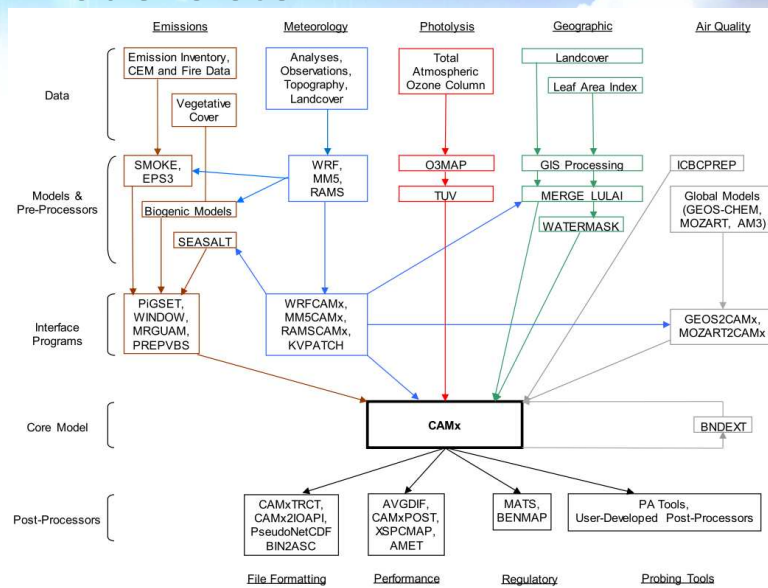 Emissions
Meteorology
Photolysis
Geographic
Air Quality
Data
Emission Inventory,
CEM and Fire Data
Vegetative
Cover
Analyses,
Observations,
Topography,
Landcover
Total
Atmospheric
Ozone Column
Landcover
Leaf Area Index
Models &
Pre-Processors
SMOKE,
EPS3
Biogenic Models
SEASALT
WRF,
MM5,
RAMS
O3MAP
TUV
GIS Processing
MERGE LULAI
WATERMASK
ICBCPREP
Global Models
(GEOS-CHEM,
MOZART, AM3)
Interface
Programs
PiGSET,
WINDOW,
MRGUAM,
PREPVBS
WRFCAMx,
MM5CAMx,
RAMSCAMx,
KVPATCH
GEOS2CAMx,
MOZART2CAMx
Core Model
CAMx
BNDEXT
Post-Processors
CAMxTRCT,
CAMx2IOAPI,
PseudoNetCDF
BIN2ASC
AVGDIF,
CAMxPOST,
XSPCMAP,
AMET
MATS,
BENMAP
PA Tools,
User-Developed Post-Processors
File Formatting
Performance
Regulatory
Probing Tools